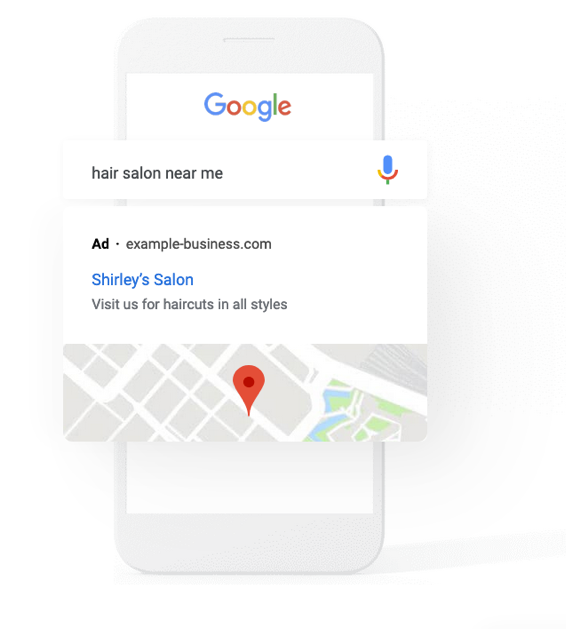 Google
hair salon near me
Ad · example-business.com
Shirley's Salon
Visit us for haircuts in all styles